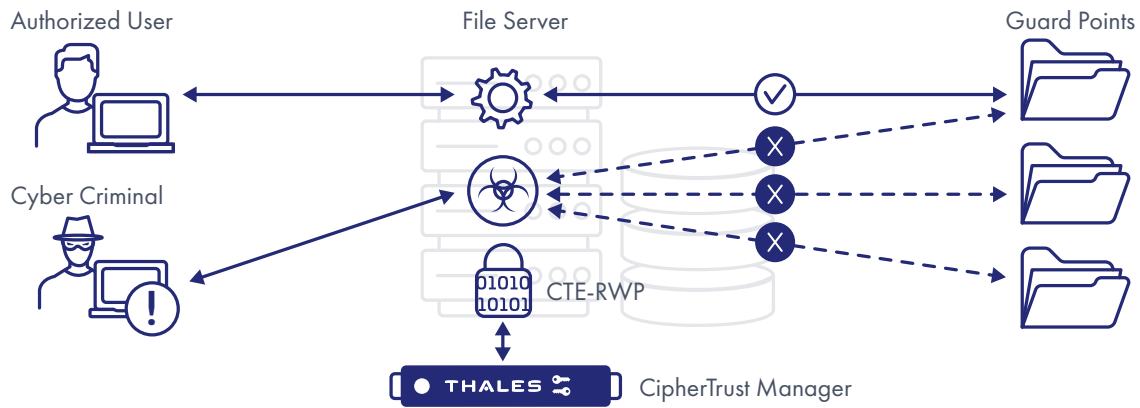 Authorized User
File Server
Guard Points
X
X
Cyber Criminal
X
01010
10101
CTE-RWP
THALES
CipherTrust Manager